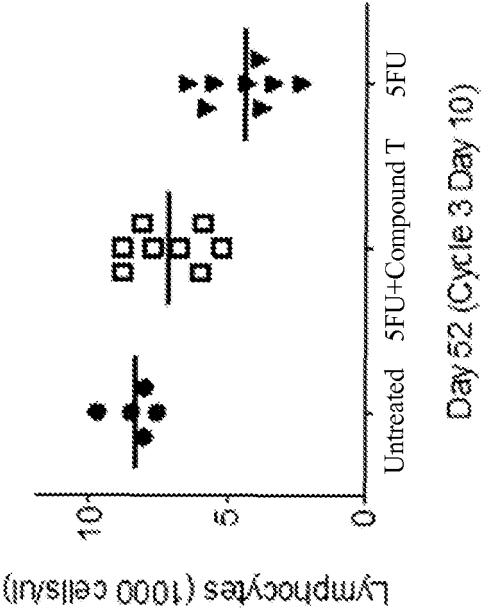 Lymphocytes (1000 cells/ul)
10
5
0
Untreated
5FU+Compound T
5FU
Day 52 (Cycle 3 Day 10)